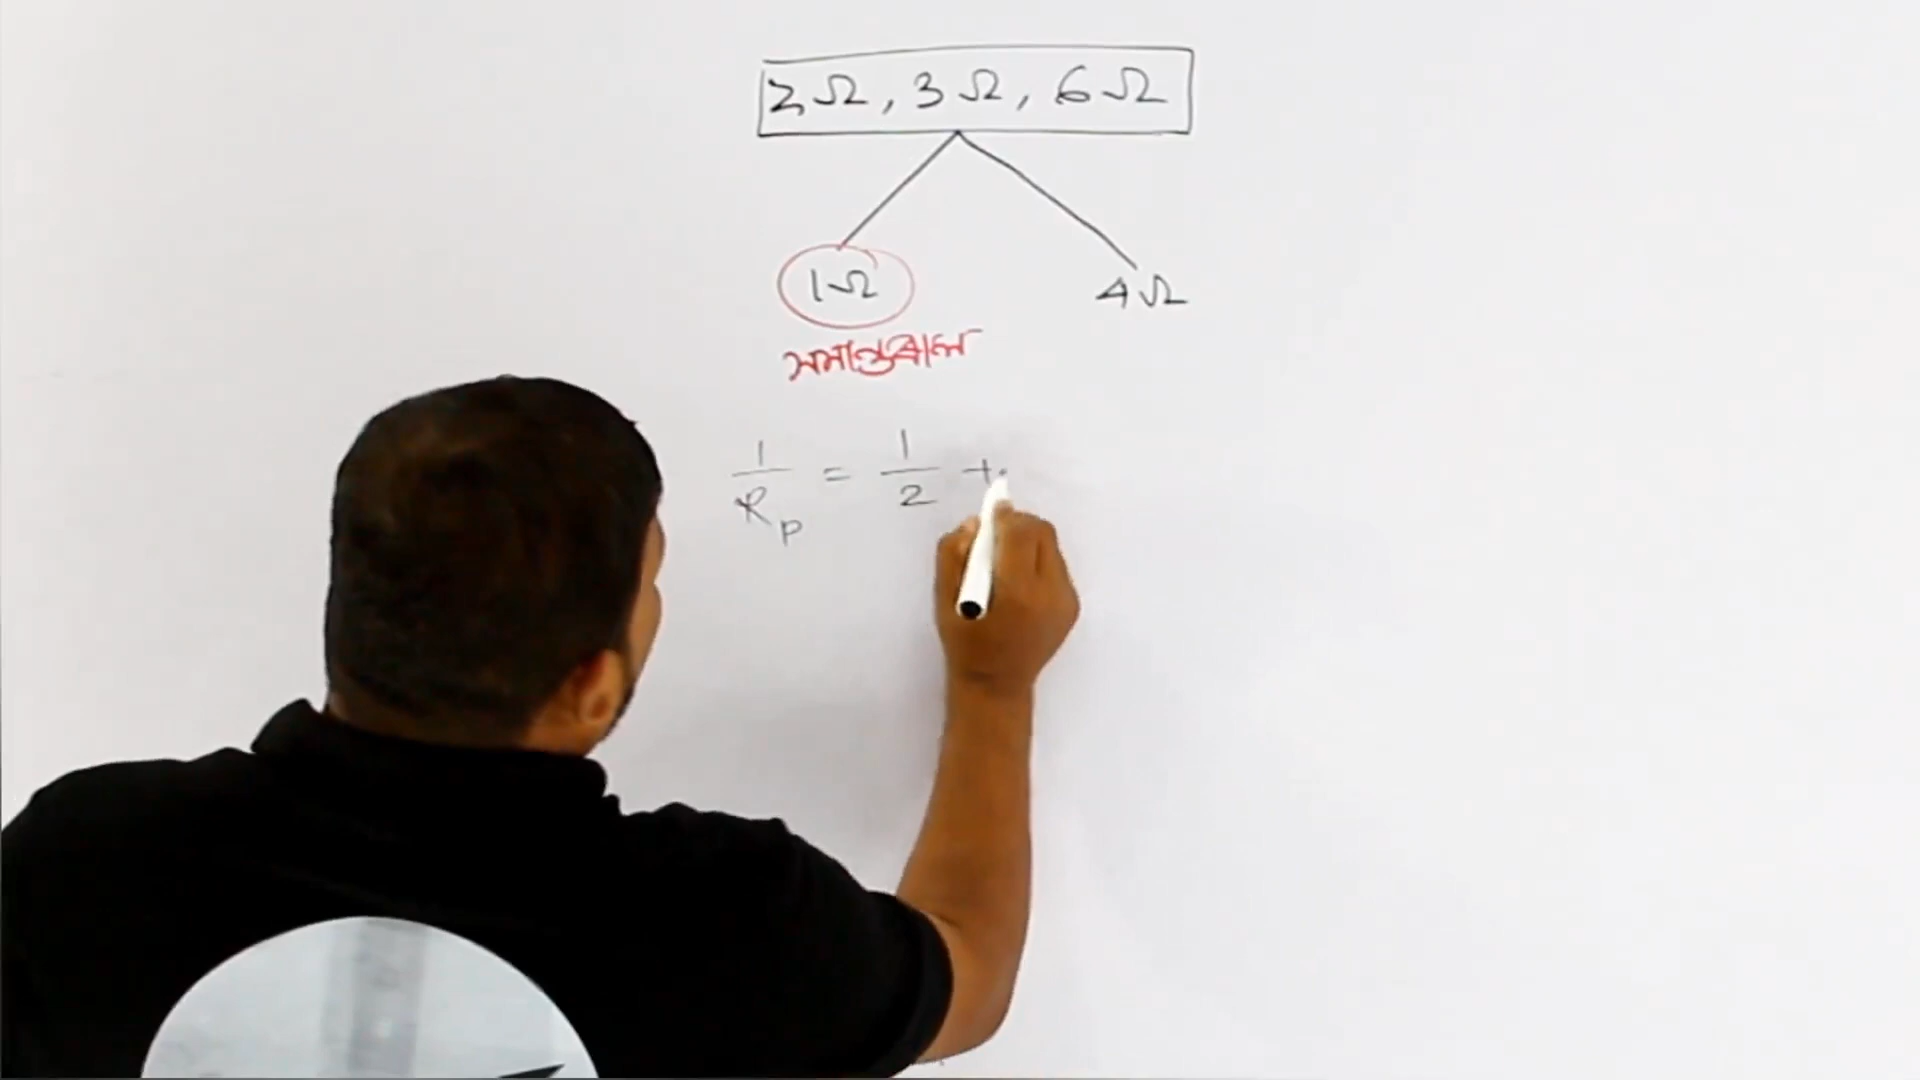 2Ω, 3Ω, 6Ω
1Ω 4Ω
সমান্তরাল
1/Rp = 1/2 +